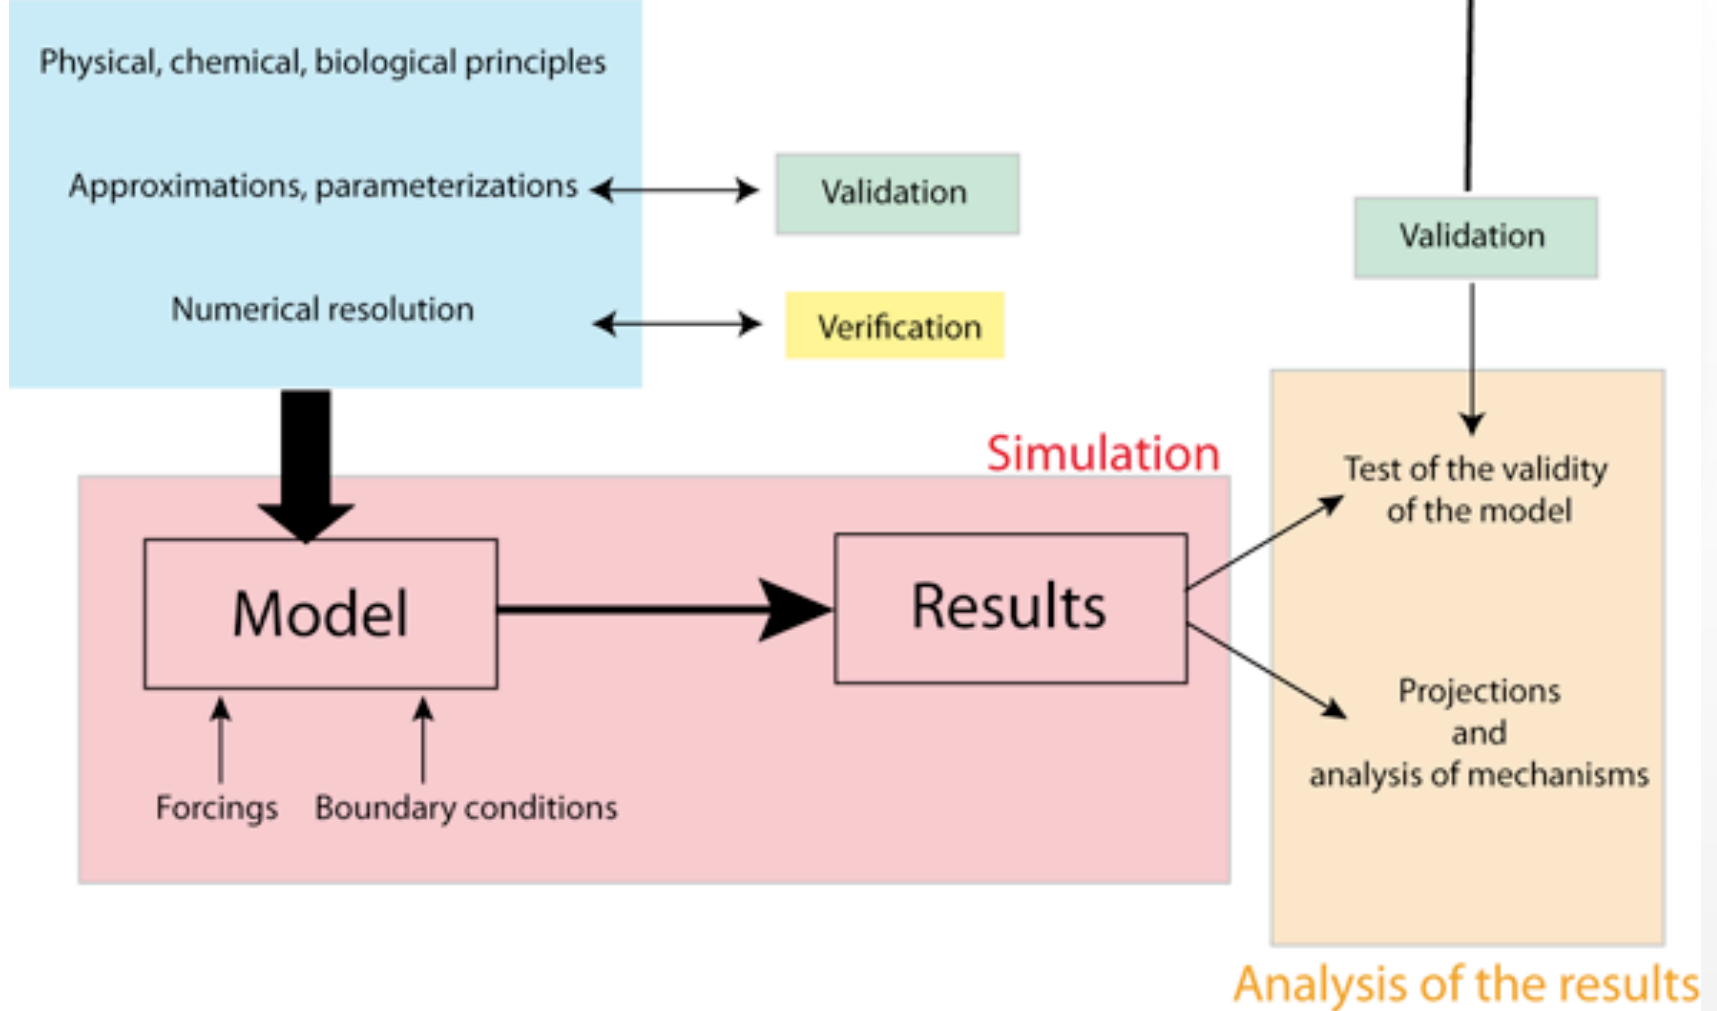 Physical, chemical, biological principles
Approximations, parameterizations
Validation
Validation
Numerical resolution
Verification
Simulation
Test of the validity
of the model
Model
Results
Projections
and
analysis of mechanisms
Forcings
Boundary conditions
Analysis of the results